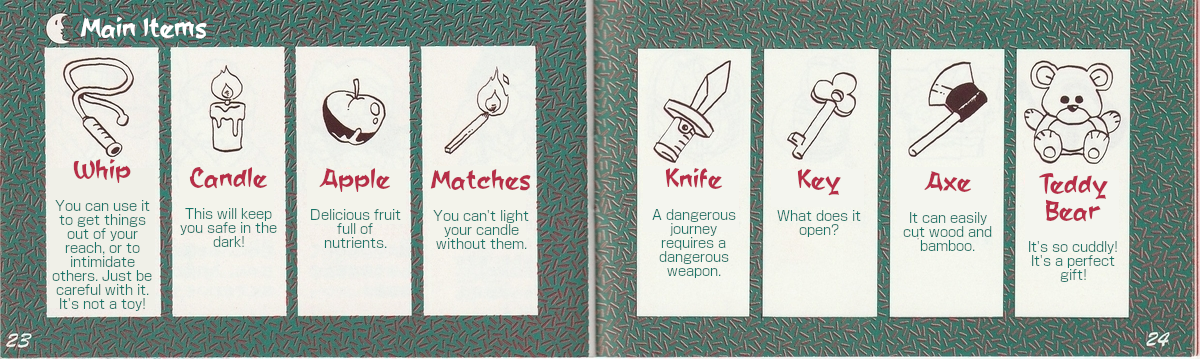 Main Items
Whip
You can use it
to get things
out of your
reach, or to
intimidate
others. Just be
careful with it.
It's not a toy!
Candle
This will keep
you safe in the
dark!
Apple
Delicious fruit
full of
nutrients.
Matches
You can't light
your candle
without them.
23
Knife
A dangerous
journey
requires a
dangerous
weapon.
Key
What does it
open?
Axe
It can easily
cut wood and
bamboo.
Teddy
Bear
It's so cuddly!
It's a perfect
gift!
24